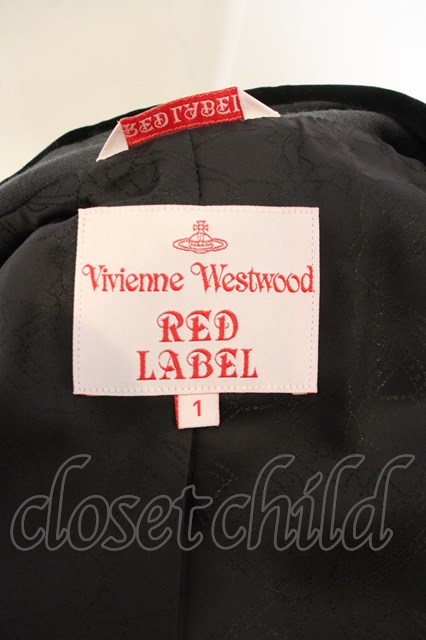 RED LABEL
Vivienne Westwood
RED
LABEL
1
closet child